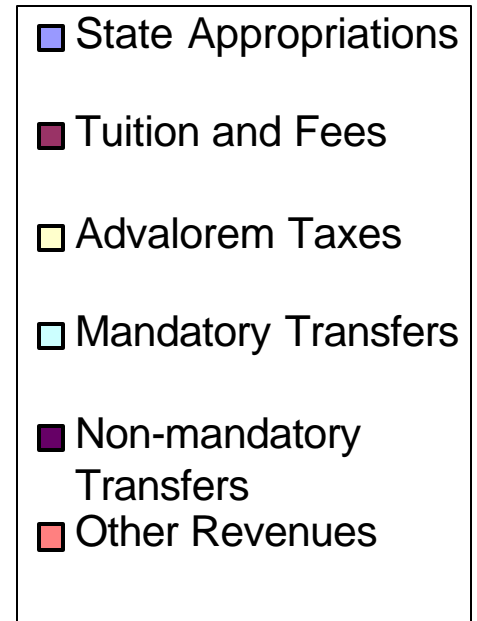 State Appropriations
Tuition and Fees
Advalorem Taxes
Mandatory Transfers
Non-mandatory
Transfers
Other Revenues